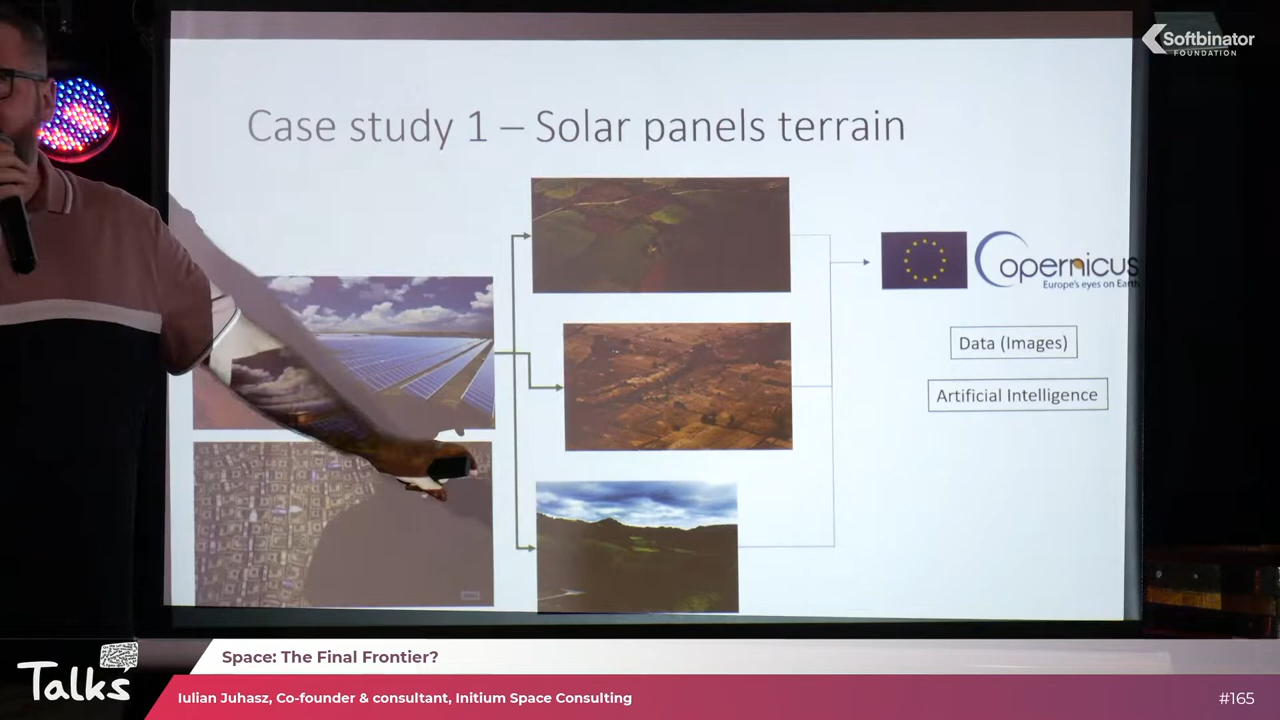 Softbinator
FOUNDATION
Case study 1 – Solar panels terrain
Copernicus
Europe's eyes on Earth
Data (Images)
Artificial Intelligence
Talks
Space: The Final Frontier?
Iulian Juhasz, Co-founder & consultant, Initium Space Consulting
#165